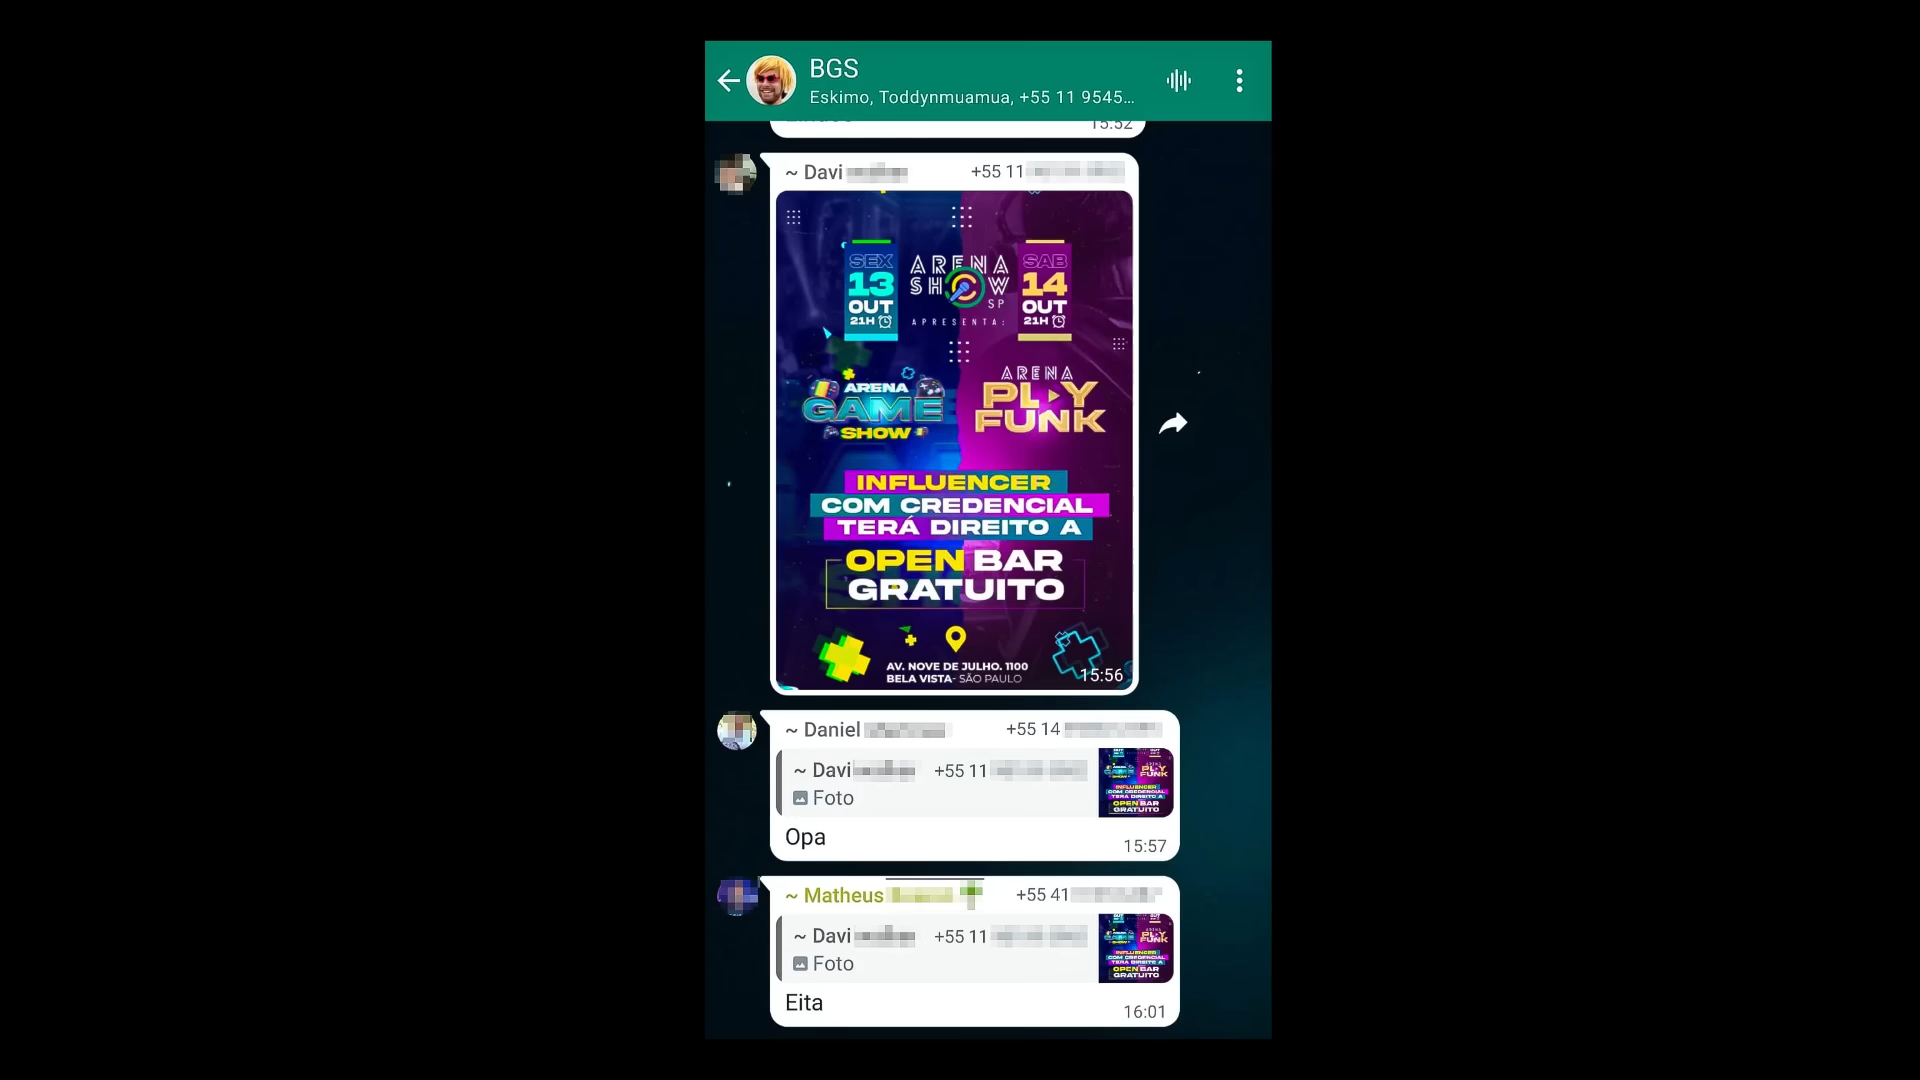 BGS
Eskimo, Toddynmuamua, +55 11 9545...
15:52
~ Davi +55 11
SEX
13
OUT
21H
ARENA
SHOW
SP
APRESENTA:
SAB
14
OUT
21H
ARENA
GAME
SHOW
ARENA
PLAY
FUNK
INFLUENCER
COM CREDENCIAL
TERÁ DIREITO A
OPEN BAR
GRATUITO
AV. NOVE DE JULHO. 1100
BELA VISTA- SÃO PAULO
15:56
~ Daniel +55 14
~ Davi +55 11
Foto
Opa
15:57
~ Matheus +55 41
~ Davi +55 11
Foto
Eita
16:01